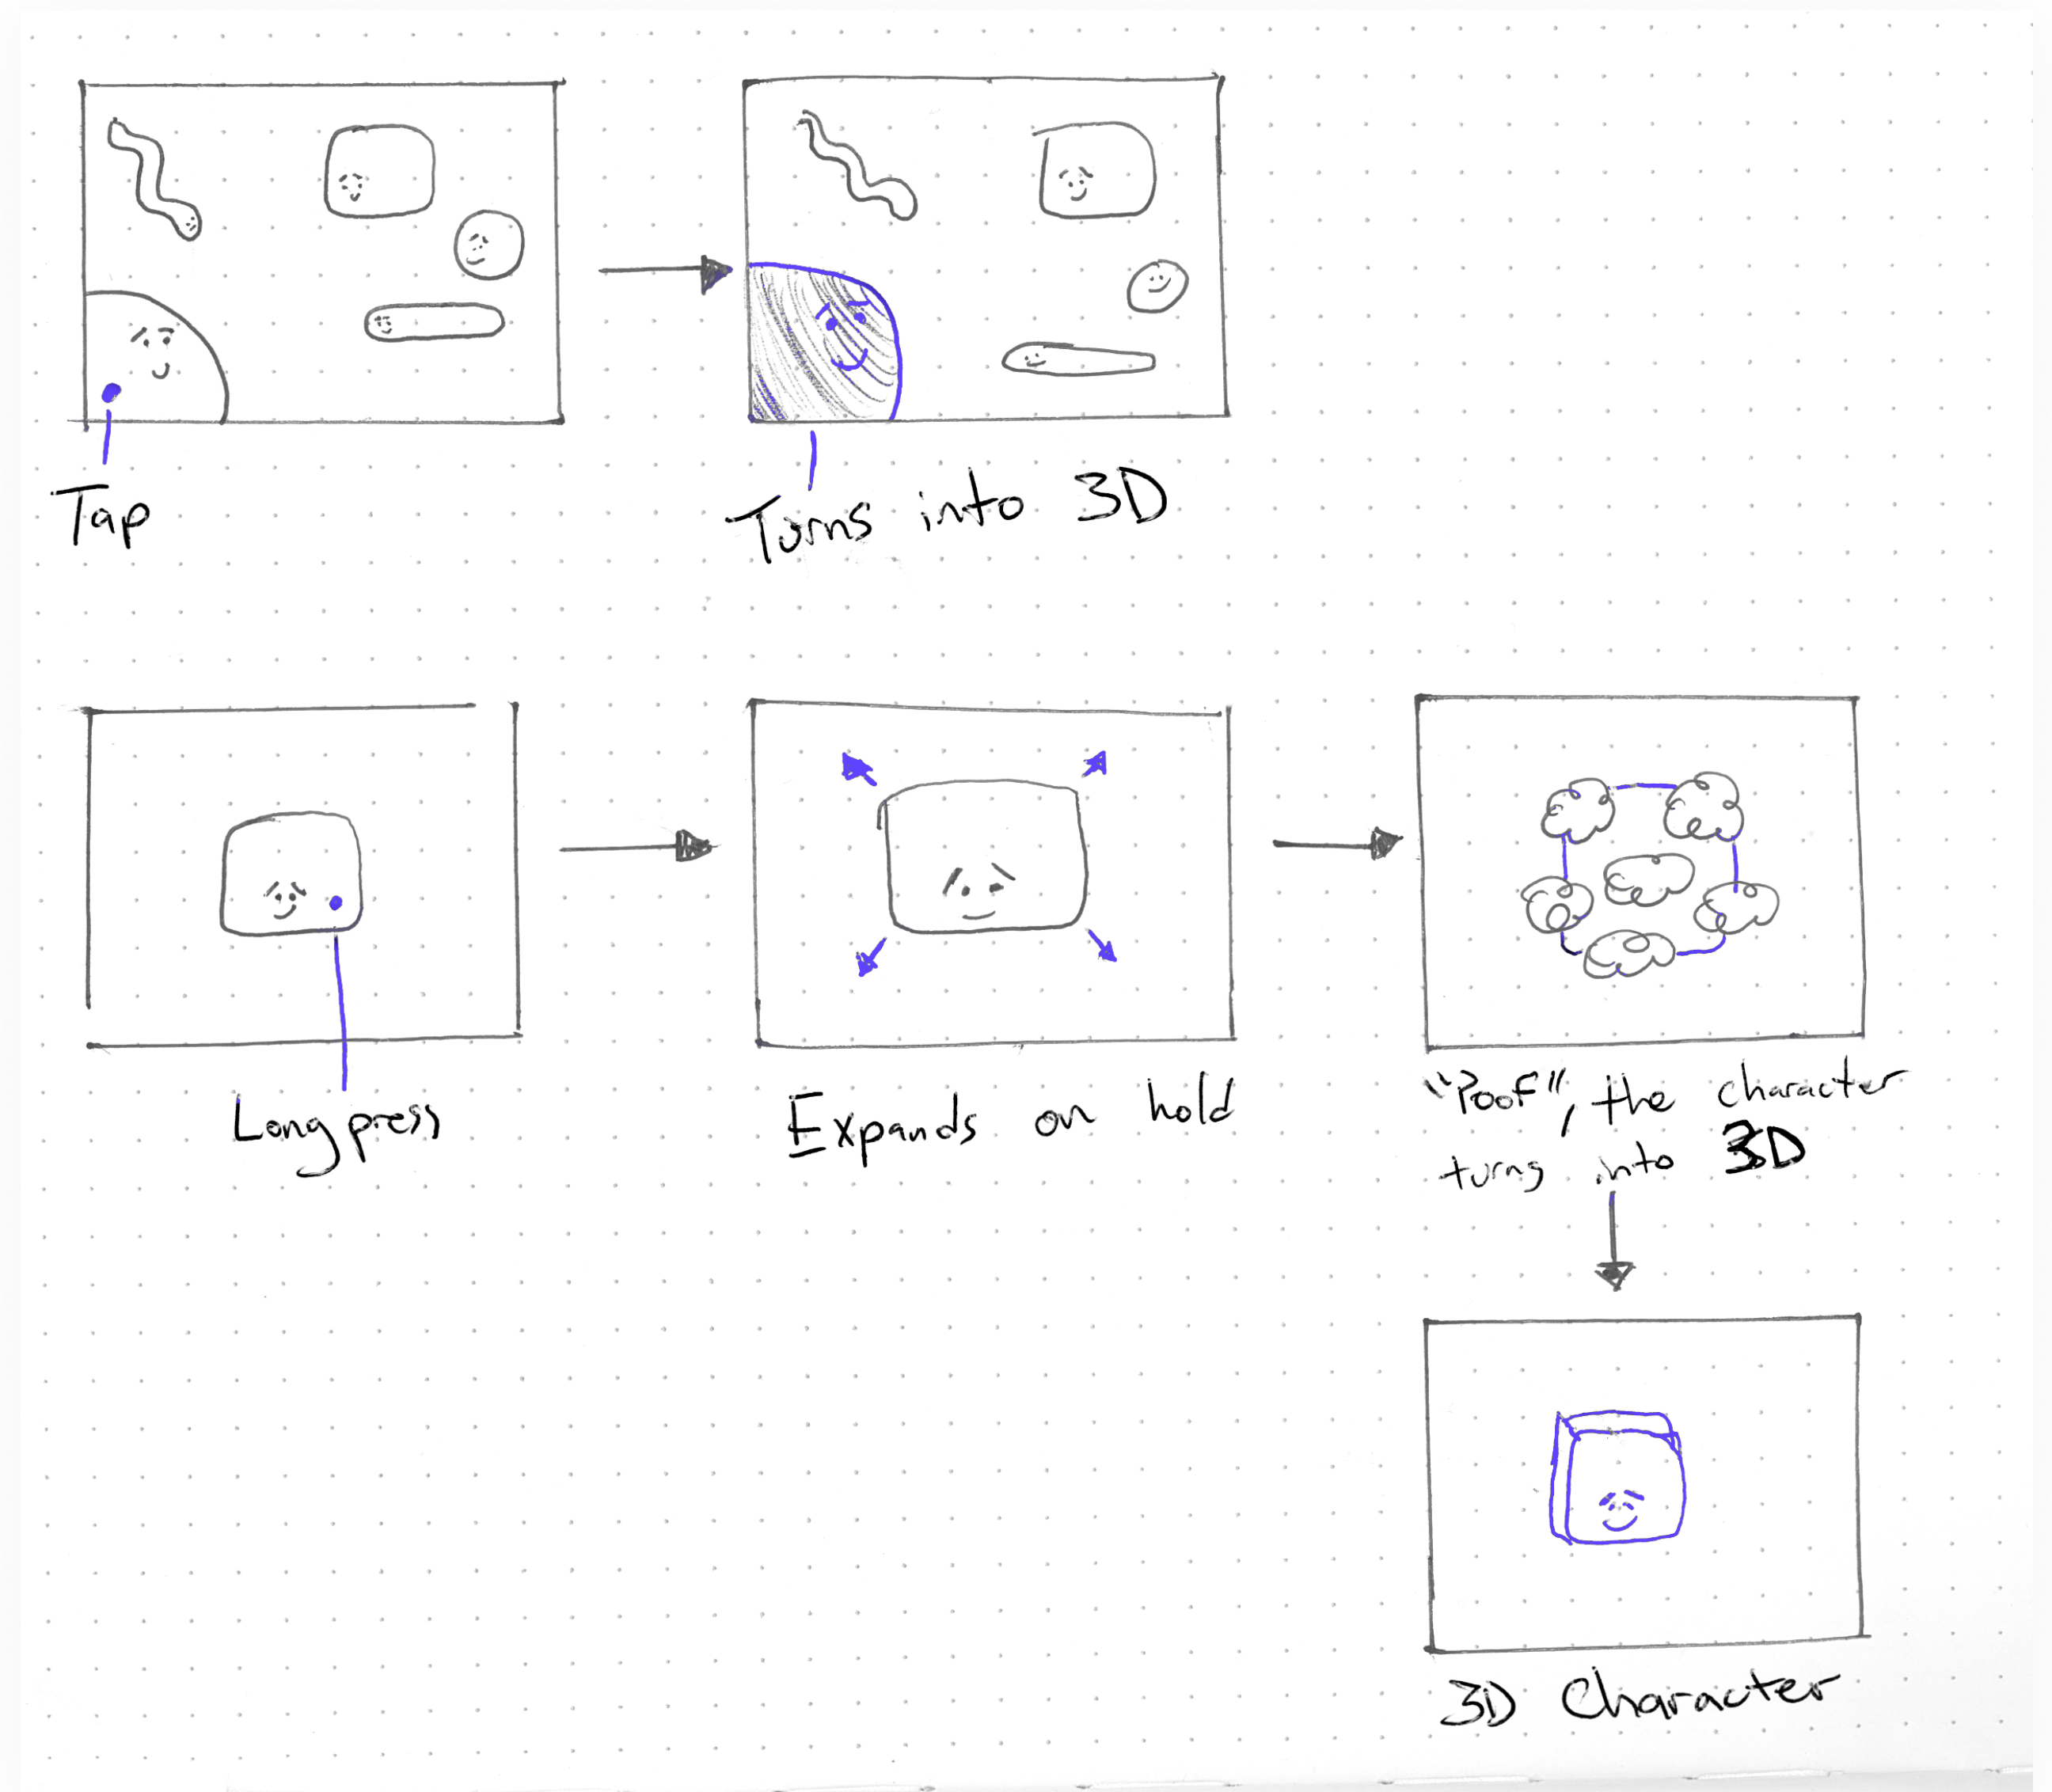 Tap
Turns into 3D
Long press
Expands on hold
"Poof", the character
turns into 3D
3D Character